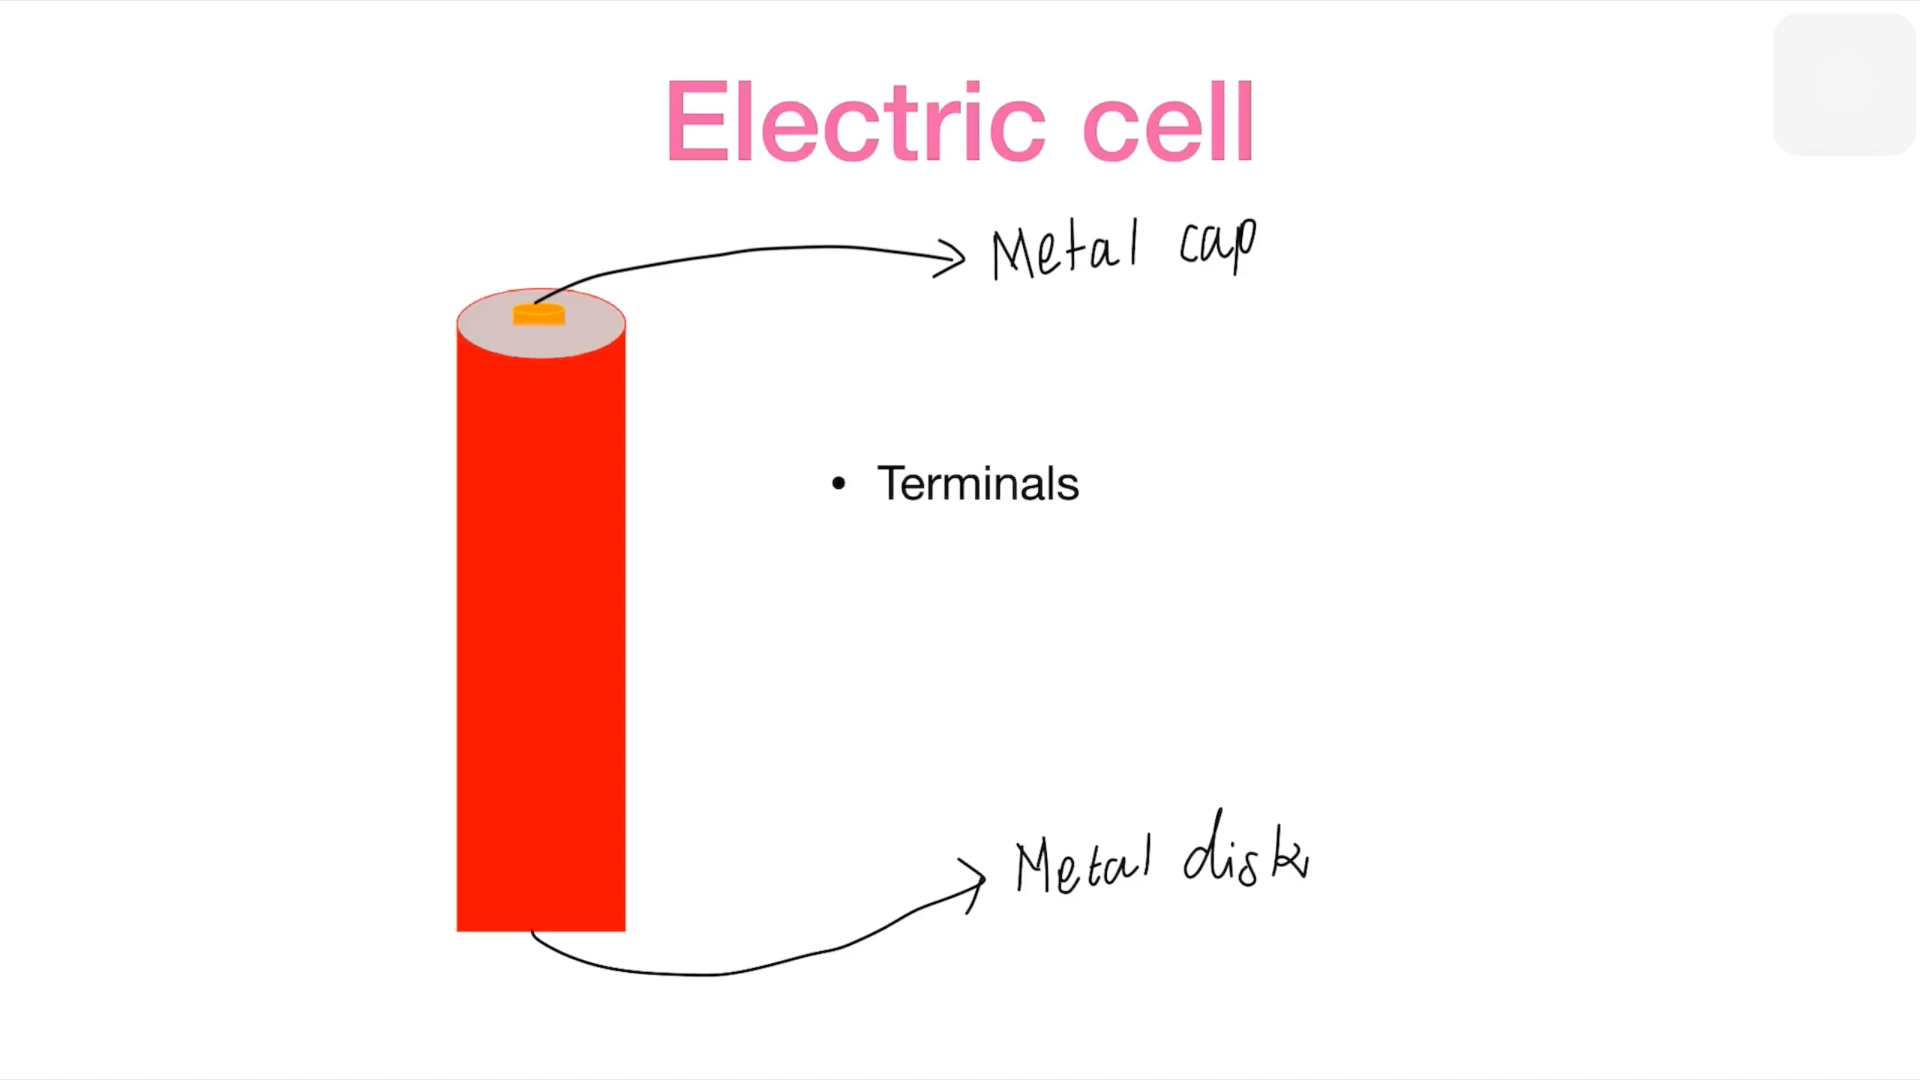 Electric cell
Metal cap
• Terminals
Metal disk